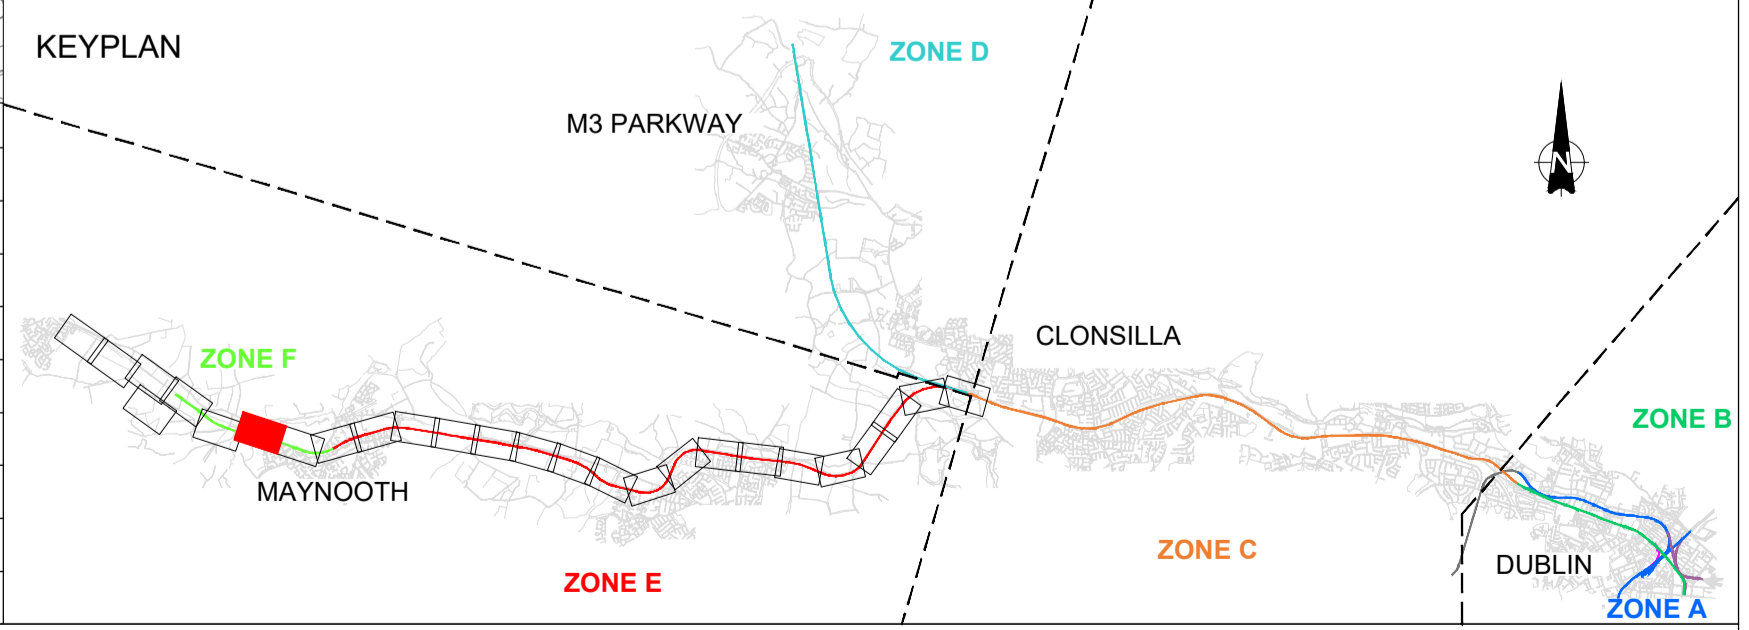 KEYPLAN
ZONE D
M3 PARKWAY
N
CLONSILLA
ZONE F
ZONE B
MAYNOOTH
ZONE C
DUBLIN
ZONE E
ZONE A